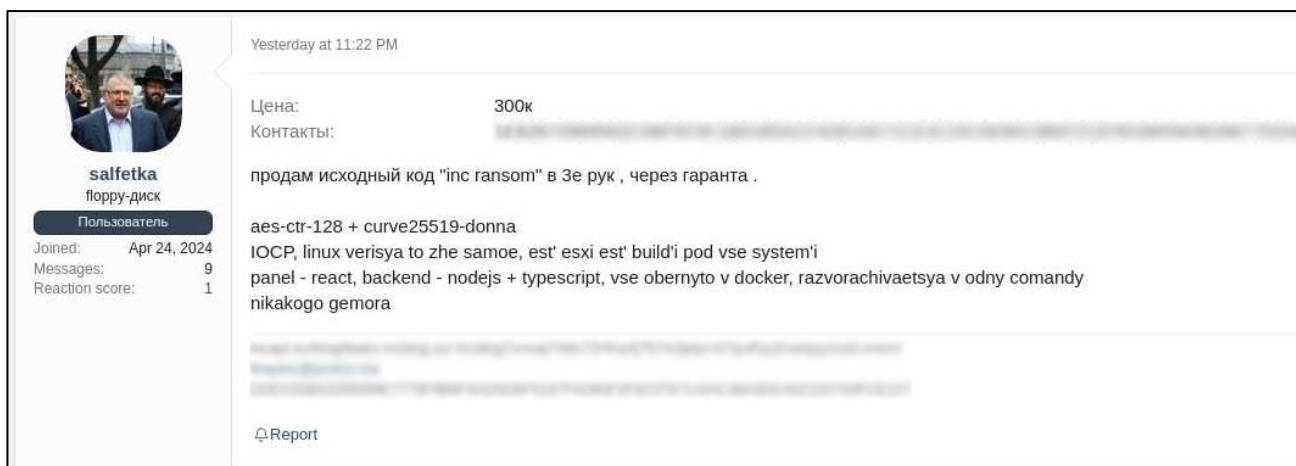 Yesterday at 11:22 PM
Цена: 300к
Контакты:
salfetka
floppy-диск
Пользователь
Joined: Apr 24, 2024
Messages: 9
Reaction score: 1
продам исходный код "inc ransom" в 3е рук , через гаранта .
aes-ctr-128 + curve25519-donna
IOCP, linux verisya to zhe samoe, est' esxi est' build'i pod vse system'i
panel - react, backend - nodejs + typescript, vse obernyto v docker, razvorachivaetsya v odny comandy
nikakogo gemora
Report